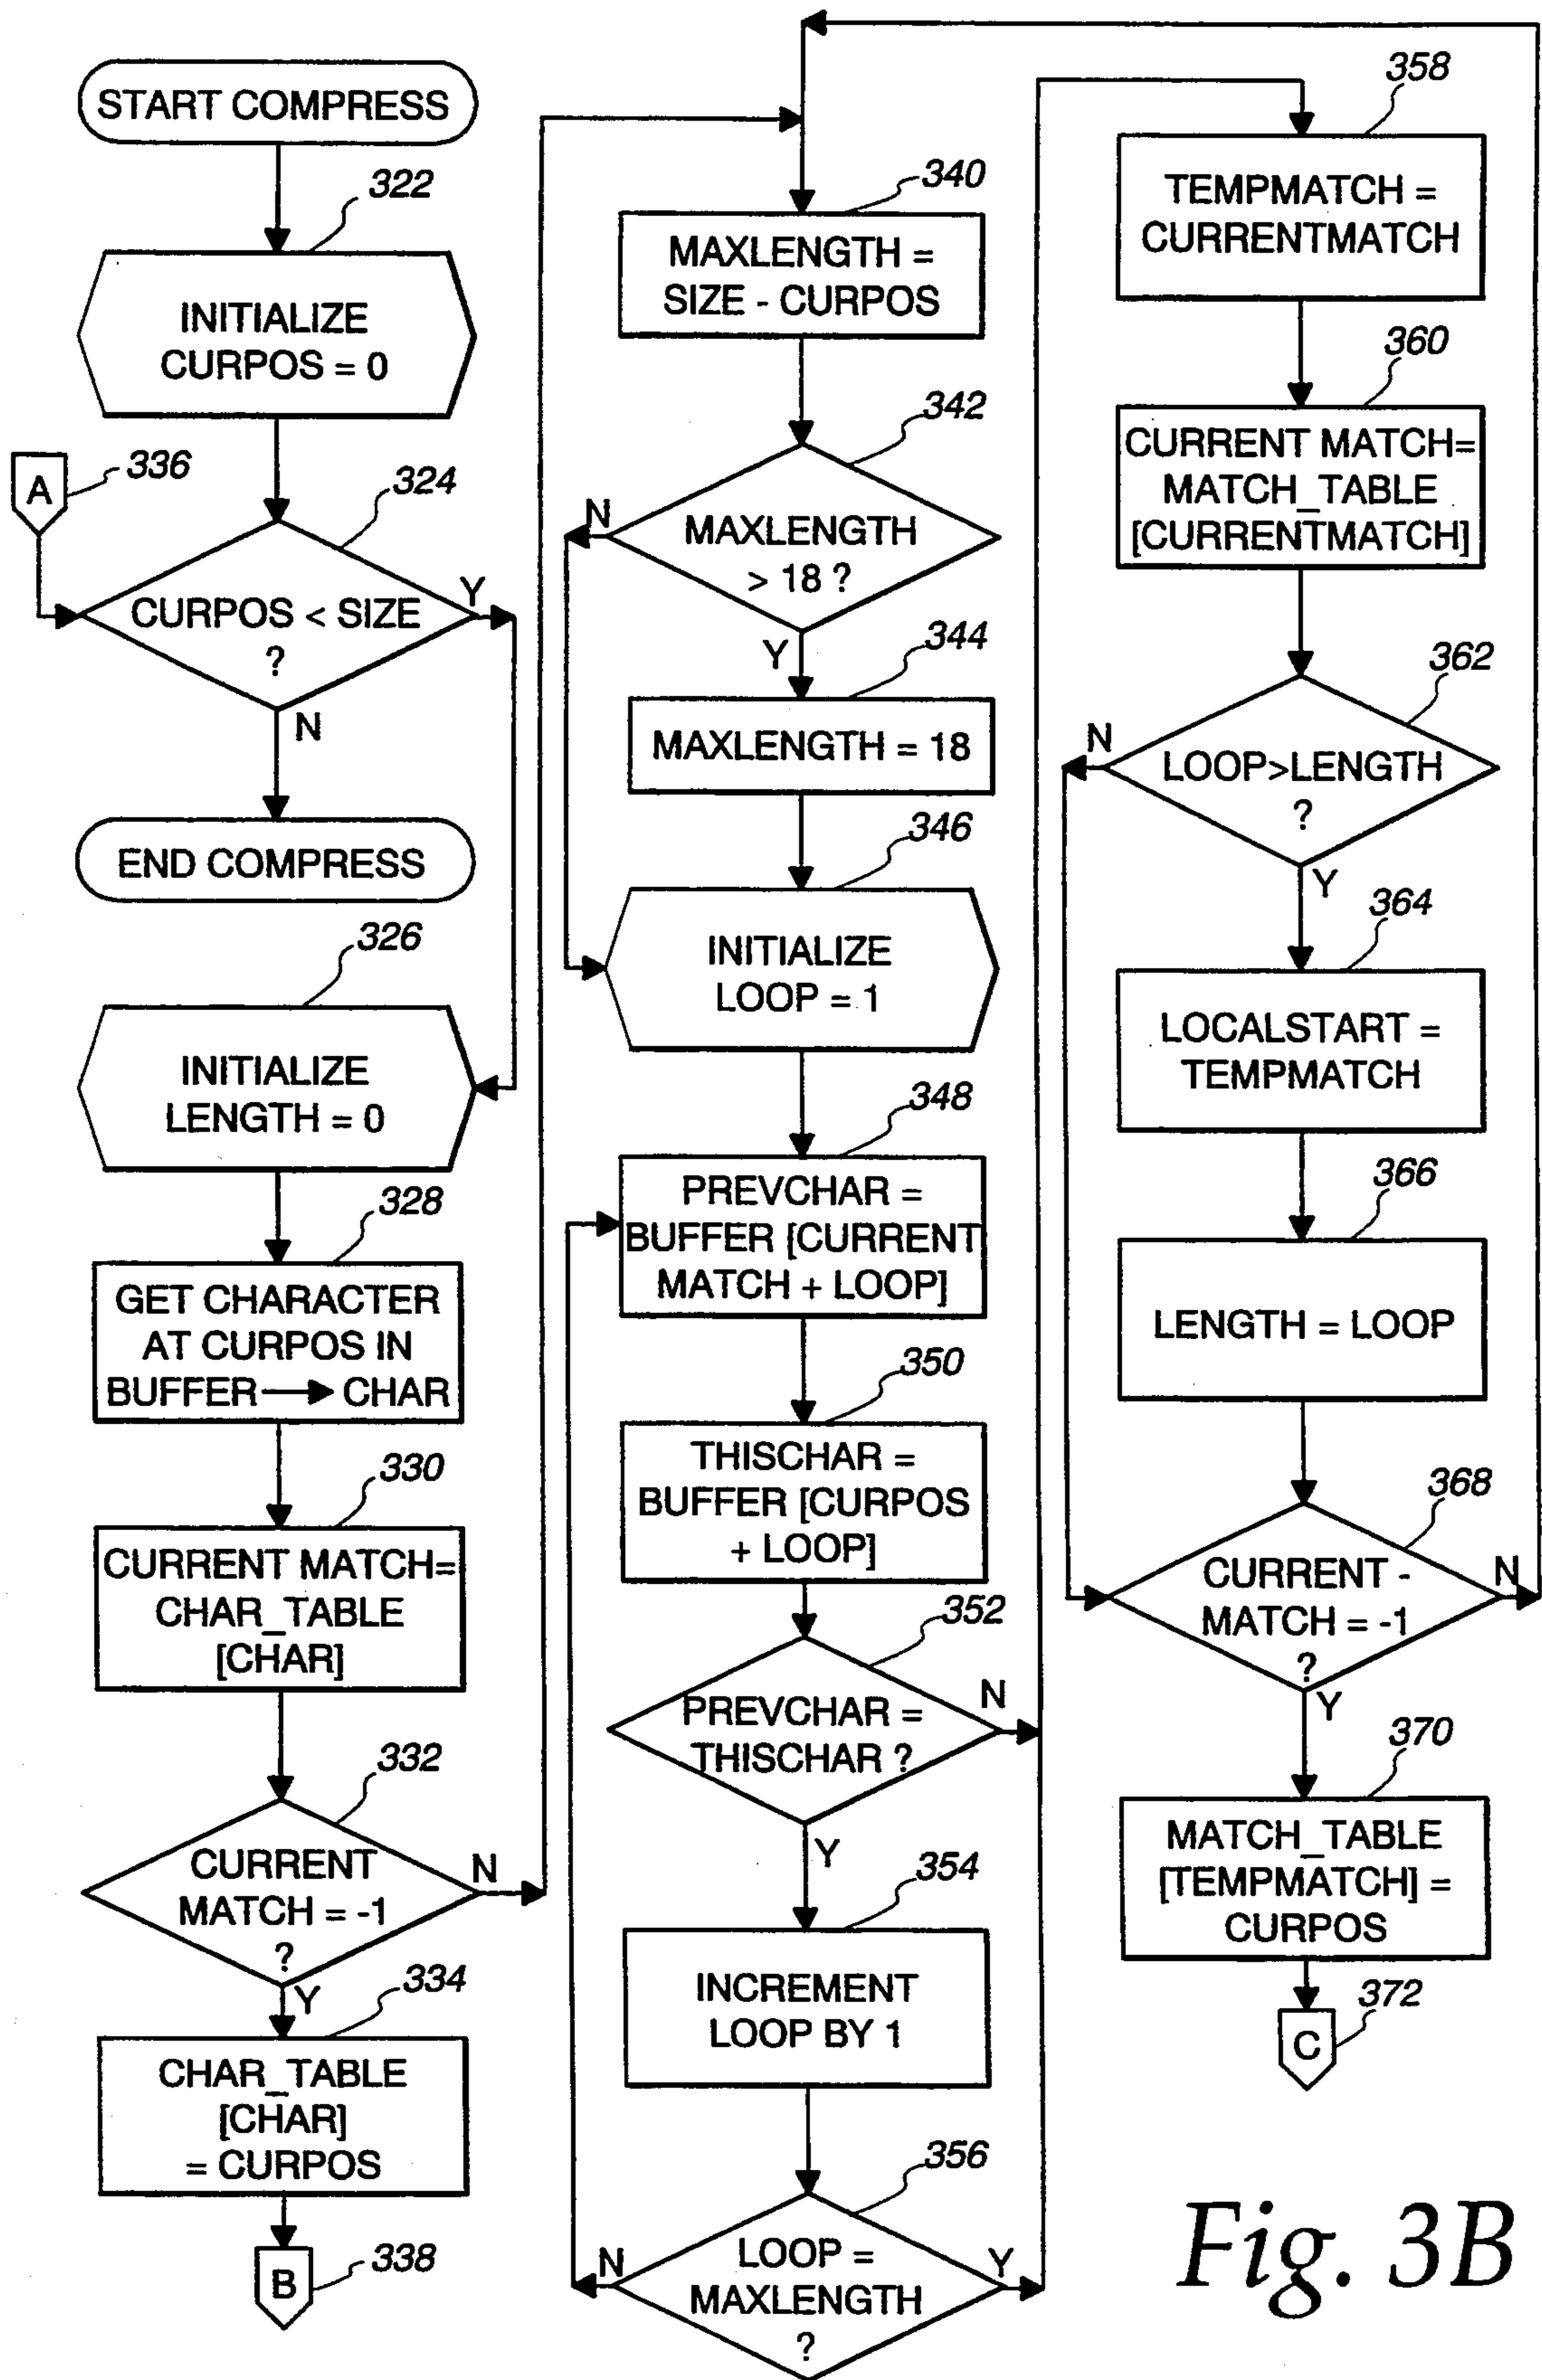 START COMPRESS
322
INITIALIZE
CURPOS = 0
A
336
324
CURPOS < SIZE
?
Y
N
END COMPRESS
326
INITIALIZE
LENGTH = 0
328
GET CHARACTER
AT CURPOS IN
BUFFER → CHAR
330
CURRENT MATCH=
CHAR_TABLE
[CHAR]
332
CURRENT
MATCH = -1
?
N
Y
334
CHAR_TABLE
[CHAR]
= CURPOS
B
338
340
MAXLENGTH =
SIZE - CURPOS
342
N
MAXLENGTH
> 18 ?
Y
344
MAXLENGTH = 18
346
INITIALIZE
LOOP = 1
348
PREVCHAR =
BUFFER [CURRENT
MATCH + LOOP]
350
THISCHAR =
BUFFER [CURPOS
+ LOOP]
352
PREVCHAR =
THISCHAR ?
N
Y
354
INCREMENT
LOOP BY 1
356
N
LOOP =
MAXLENGTH
?
Y
358
TEMPMATCH =
CURRENTMATCH
360
CURRENT MATCH=
MATCH_TABLE
[CURRENTMATCH]
362
N
LOOP>LENGTH
?
Y
364
LOCALSTART =
TEMPMATCH
366
LENGTH = LOOP
368
CURRENT -
MATCH = -1
?
N
Y
370
MATCH_TABLE
[TEMPMATCH] =
CURPOS
372
C
Fig. 3B